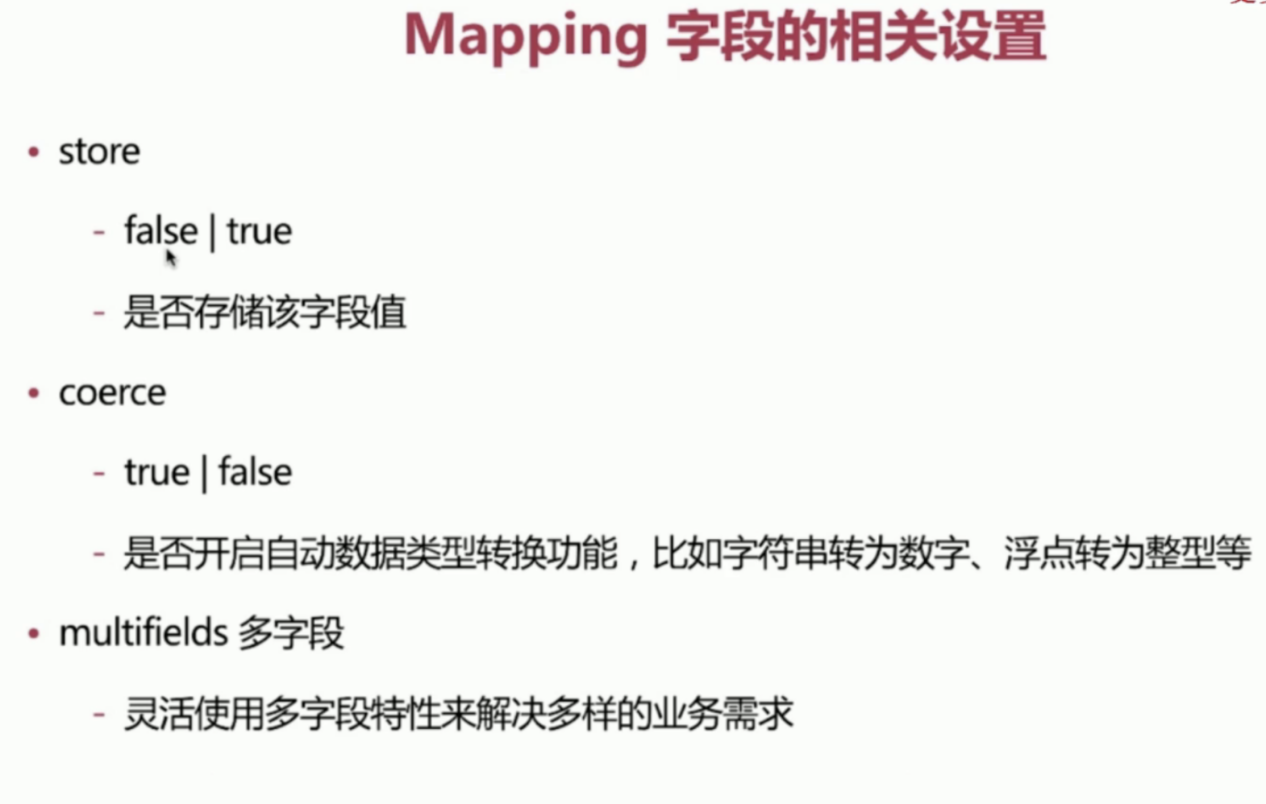 Mapping 字段的相关设置
• store
- false | true
- 是否存储该字段值
• coerce
- true | false
- 是否开启自动数据类型转换功能，比如字符串转为数字、浮点转为整型等
• multifields 多字段
- 灵活使用多字段特性来解决多样的业务需求